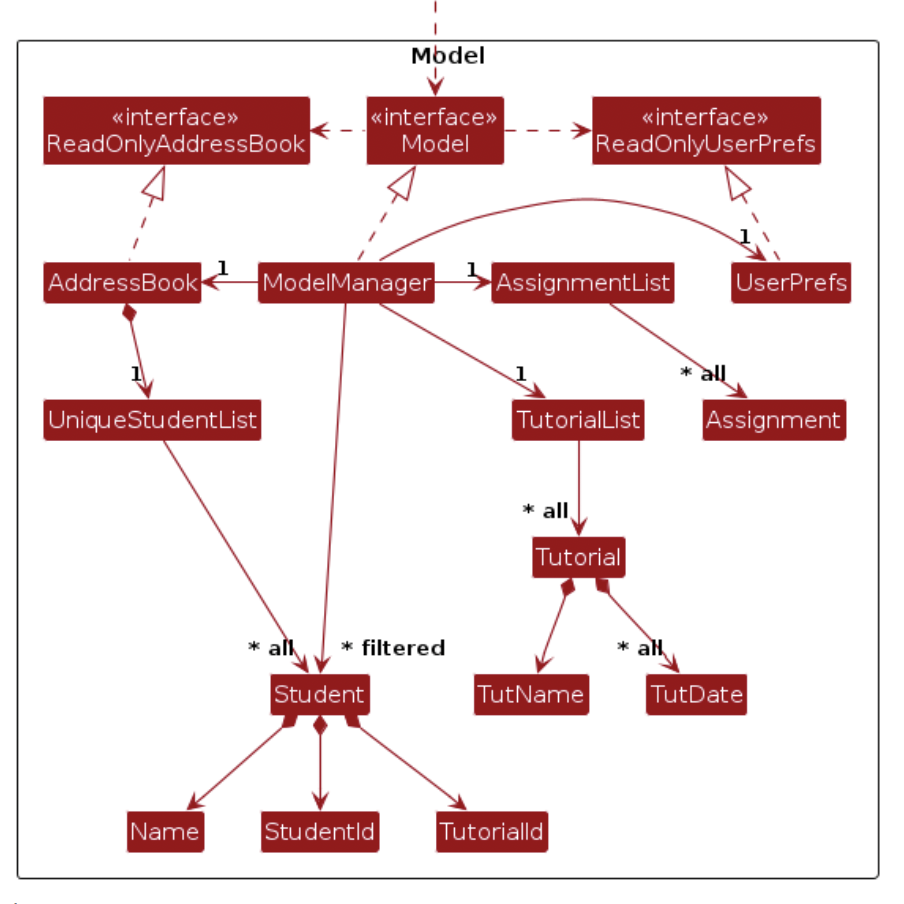 Model
«interface»
ReadOnlyAddressBook
«interface»
Model
«interface»
ReadOnlyUserPrefs
1
AddressBook
1
ModelManager
1
AssignmentList
UserPrefs
1
1
* all
UniqueStudentList
TutorialList
Assignment
* all
Tutorial
* all
* filtered
* all
Student
TutName
TutDate
Name
StudentId
TutorialId